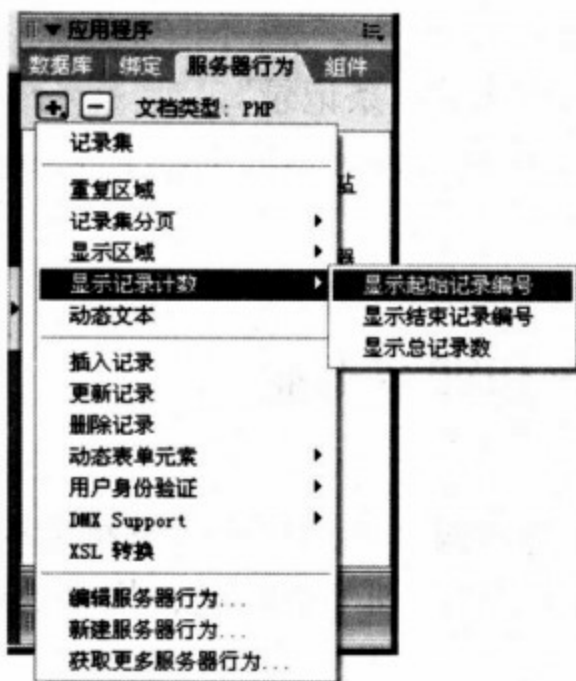 应用程序
数据库 绑定 服务器行为 组件
文档类型: PHP
记录集
重复区域
记录集分页
显示区域
显示记录计数
动态文本
插入记录
更新记录
删除记录
动态表单元素
用户身份验证
DMX Support
XSL 转换
编辑服务器行为...
新建服务器行为...
获取更多服务器行为...
显示起始记录编号
显示结束记录编号
显示总记录数